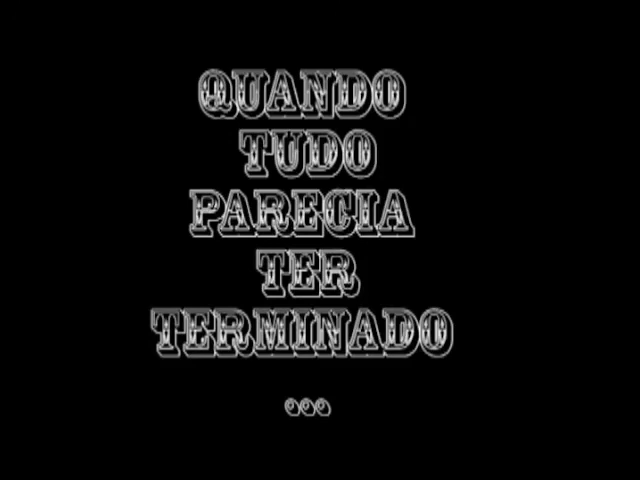 QUANDO
TUDO
PARECIA
TER
TERMINADO
...